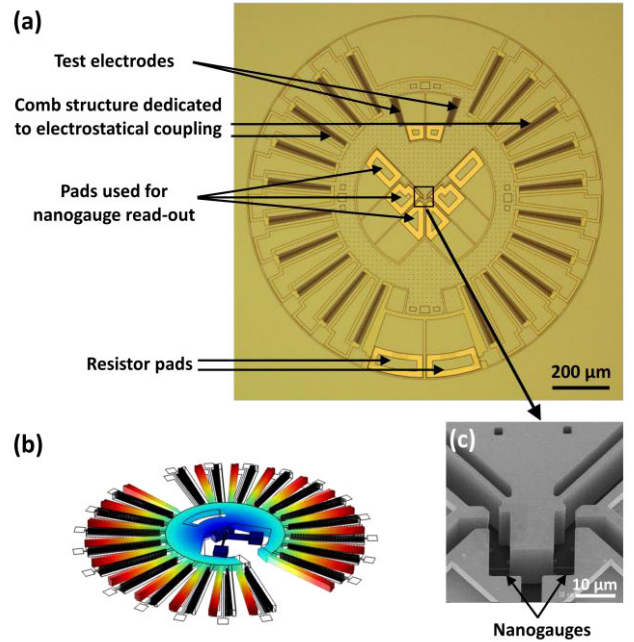 (a)
Test electrodes
Comb structure dedicated
to electrostatical coupling
Pads used for
nanogauge read-out
Resistor pads
200 µm
(b)
(c)
10 µm
Nanogauges